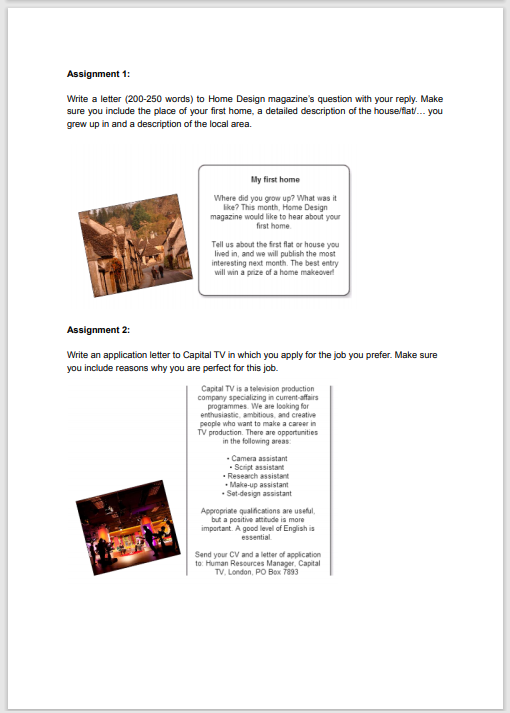 Assignment 1:
Write a letter (200-250 words) to Home Design magazine's question with your reply. Make
sure you include the place of your first home, a detailed description of the house/flat/... you
grew up in and a description of the local area.
My first home
Where did you grow up? What was it
like? This month, Home Design
magazine would like to hear about your
first home.
Tell us about the first flat or house you
lived in, and we will publish the most
interesting next month. The best entry
will win a prize of a home makeover!
Assignment 2:
Write an application letter to Capital TV in which you apply for the job you prefer. Make sure
you include reasons why you are perfect for this job.
Capital TV is a television production
company specializing in current-affairs
programmes. We are looking for
enthusiastic, ambitious, and creative
people who want to make a career in
TV production. There are opportunities
in the following areas:
• Camera assistant
• Script assistant
• Research assistant
• Make-up assistant
• Set-design assistant
Appropriate qualifications are useful,
but a positive attitude is more
important. A good level of English is
essential.
Send your CV and a letter of application
to: Human Resources Manager, Capital
TV, London, PO Box 7893